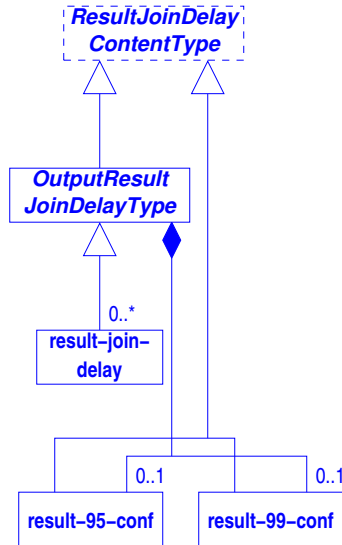 ResultJoinDelay
ContentType
OutputResult
JoinDelayType
0..*
result-join-
delay
0..1
0..1
result-95-conf
result-99-conf